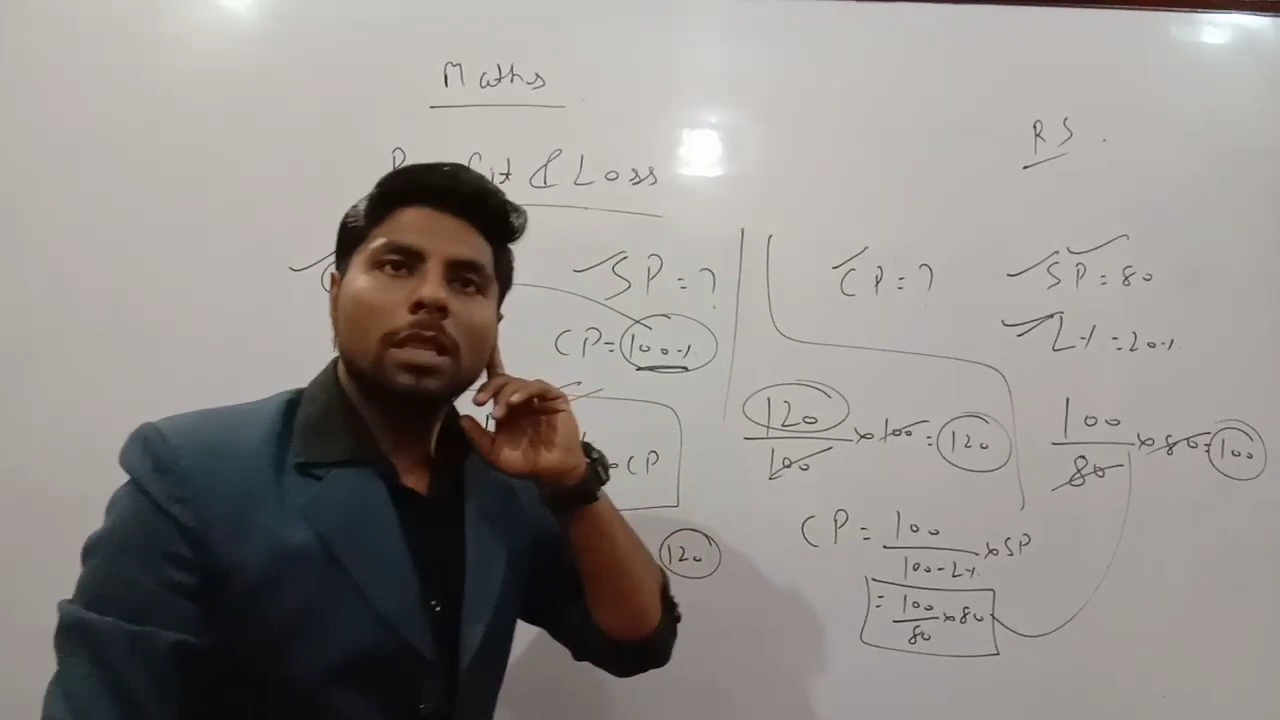 Maths
& Loss
RS.
SP=?
CP=100%
CP
120
CP=?
SP=80
L%=20%
120/100×100=120
100/80×80=100
CP=100/100-L%×SP
=100/80×80